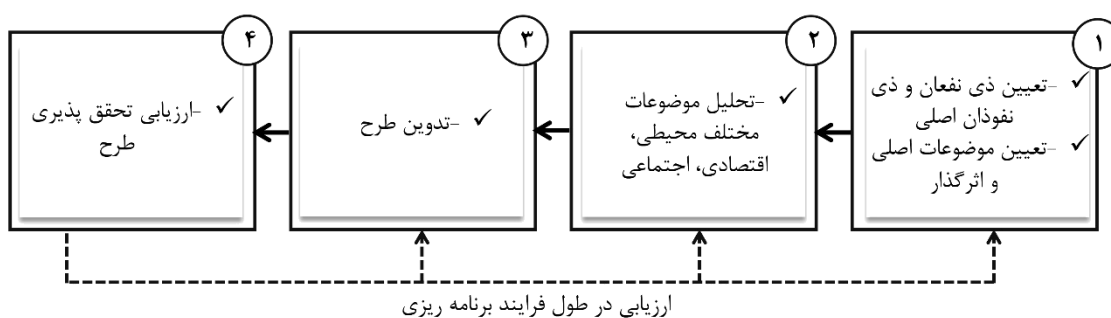 ۱
-تعیین ذی نفعان و ذی
نفوذان اصلی
-تعیین موضوعات اصلی
و اثرگذار
۲
-تحلیل موضوعات
مختلف محیطی،
اقتصادی، اجتماعی
۳
-تدوین طرح
۴
-ارزیابی تحقق پذیری
طرح
ارزیابی در طول فرایند برنامه ریزی